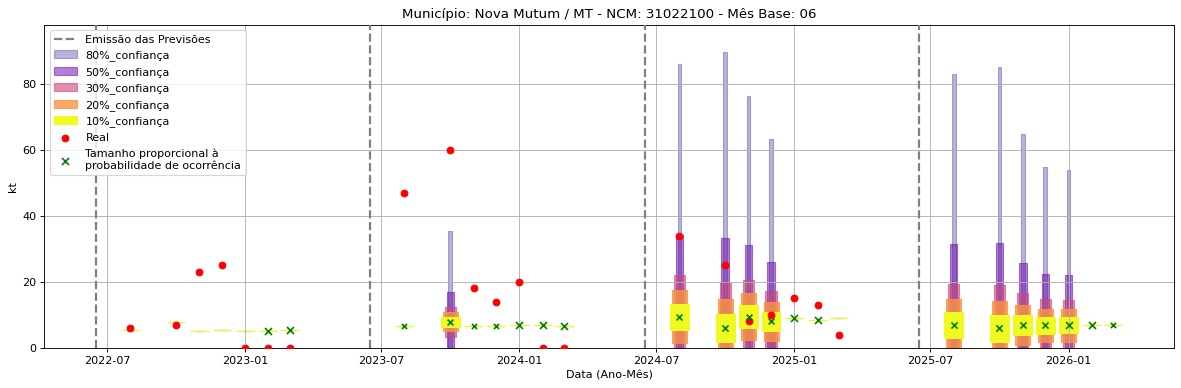 Município: Nova Mutum / MT - NCM: 31022100 - Mês Base: 06
Emissão das Previsões
80%_confiança
50%_confiança
30%_confiança
20%_confiança
10%_confiança
Real
Tamanho proporcional à
probabilidade de ocorrência
80
60
40
20
0
kt
2022-07 2023-01 2023-07 2024-01 2024-07 2025-01 2025-07 2026-01
Data (Ano-Mês)